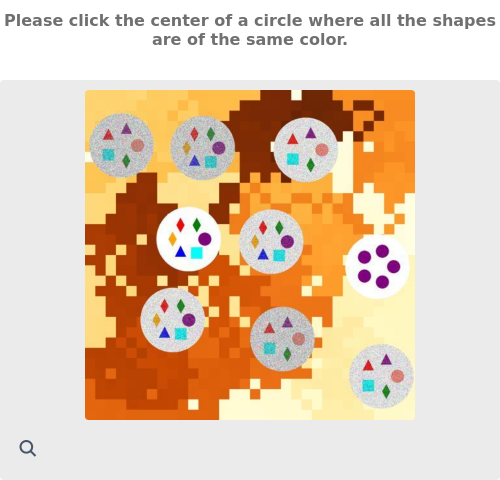 Please click the center of a circle where all the shapes
are of the same color.